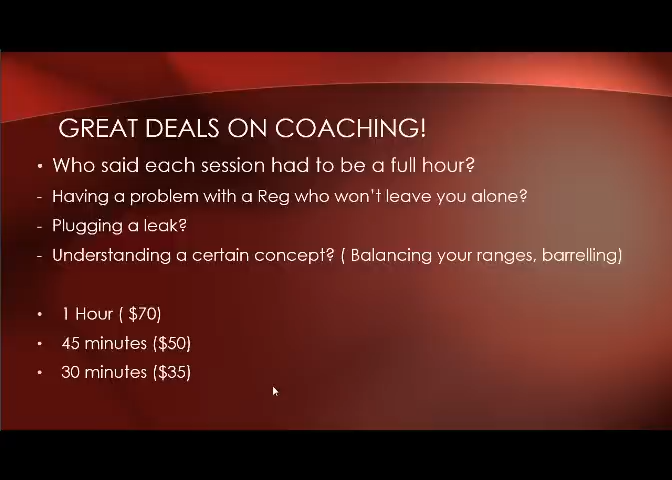 GREAT DEALS ON COACHING!
• Who said each session had to be a full hour?
- Having a problem with a Reg who won't leave you alone?
- Plugging a leak?
- Understanding a certain concept? ( Balancing your ranges, barrelling)
• 1 Hour ( $70)
• 45 minutes ($50)
• 30 minutes ($35)